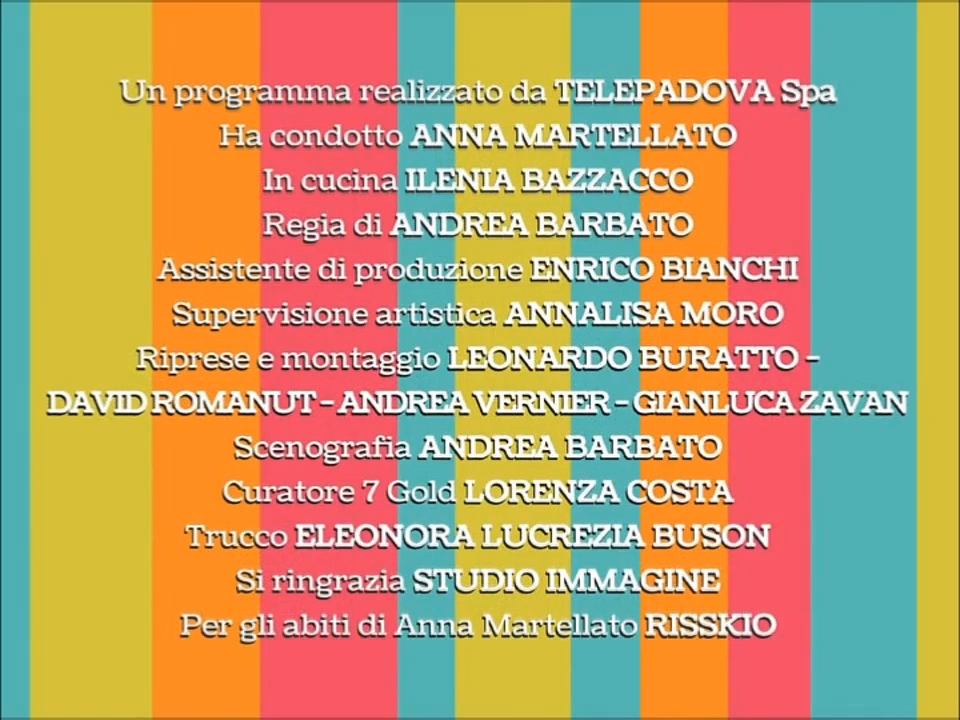 Un programma realizzato da TELEPADOVA Spa
Ha condotto ANNA MARTELLATO
In cucina ILENIA BAZZACCO
Regia di ANDREA BARBATO
Assistente di produzione ENRICO BIANCHI
Supervisione artistica ANNALISA MORO
Riprese e montaggio LEONARDO BURATTO -
DAVID ROMANUT - ANDREA VERNIER - GIANLUCA ZAVAN
Scenografia ANDREA BARBATO
Curatore 7 Gold LORENZA COSTA
Trucco ELEONORA LUCREZIA BUSON
Si ringrazia STUDIO IMMAGINE
Per gli abiti di Anna Martellato RISSKIO